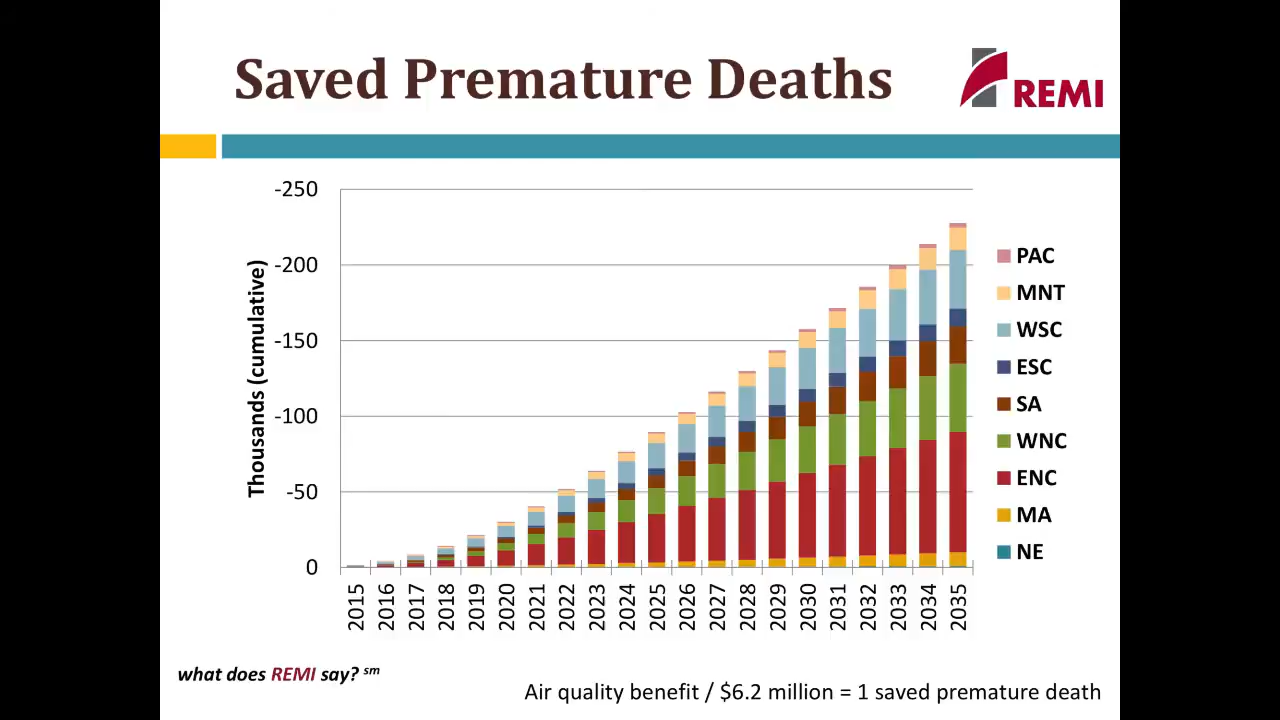 Saved Premature Deaths
REMI
Thousands (cumulative)
-250
-200
-150
-100
-50
0
2015
2016
2017
2018
2019
2020
2021
2022
2023
2024
2025
2026
2027
2028
2029
2030
2031
2032
2033
2034
2035
PAC
MNT
WSC
ESC
SA
WNC
ENC
MA
NE
what does REMI say? sm
Air quality benefit / $6.2 million = 1 saved premature death